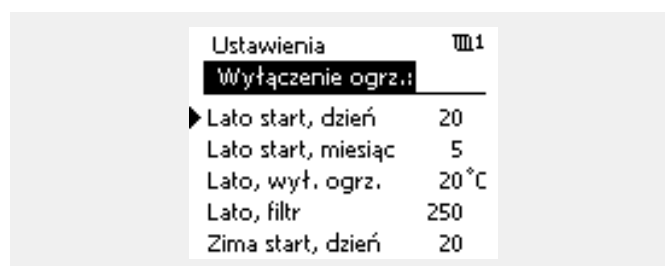 Ustawienia 1
Wyłączenie ogrz.:
Lato start, dzień 20
Lato start, miesiąc 5
Lato, wył. ogrz. 20°C
Lato, filtr 250
Zima start, dzień 20